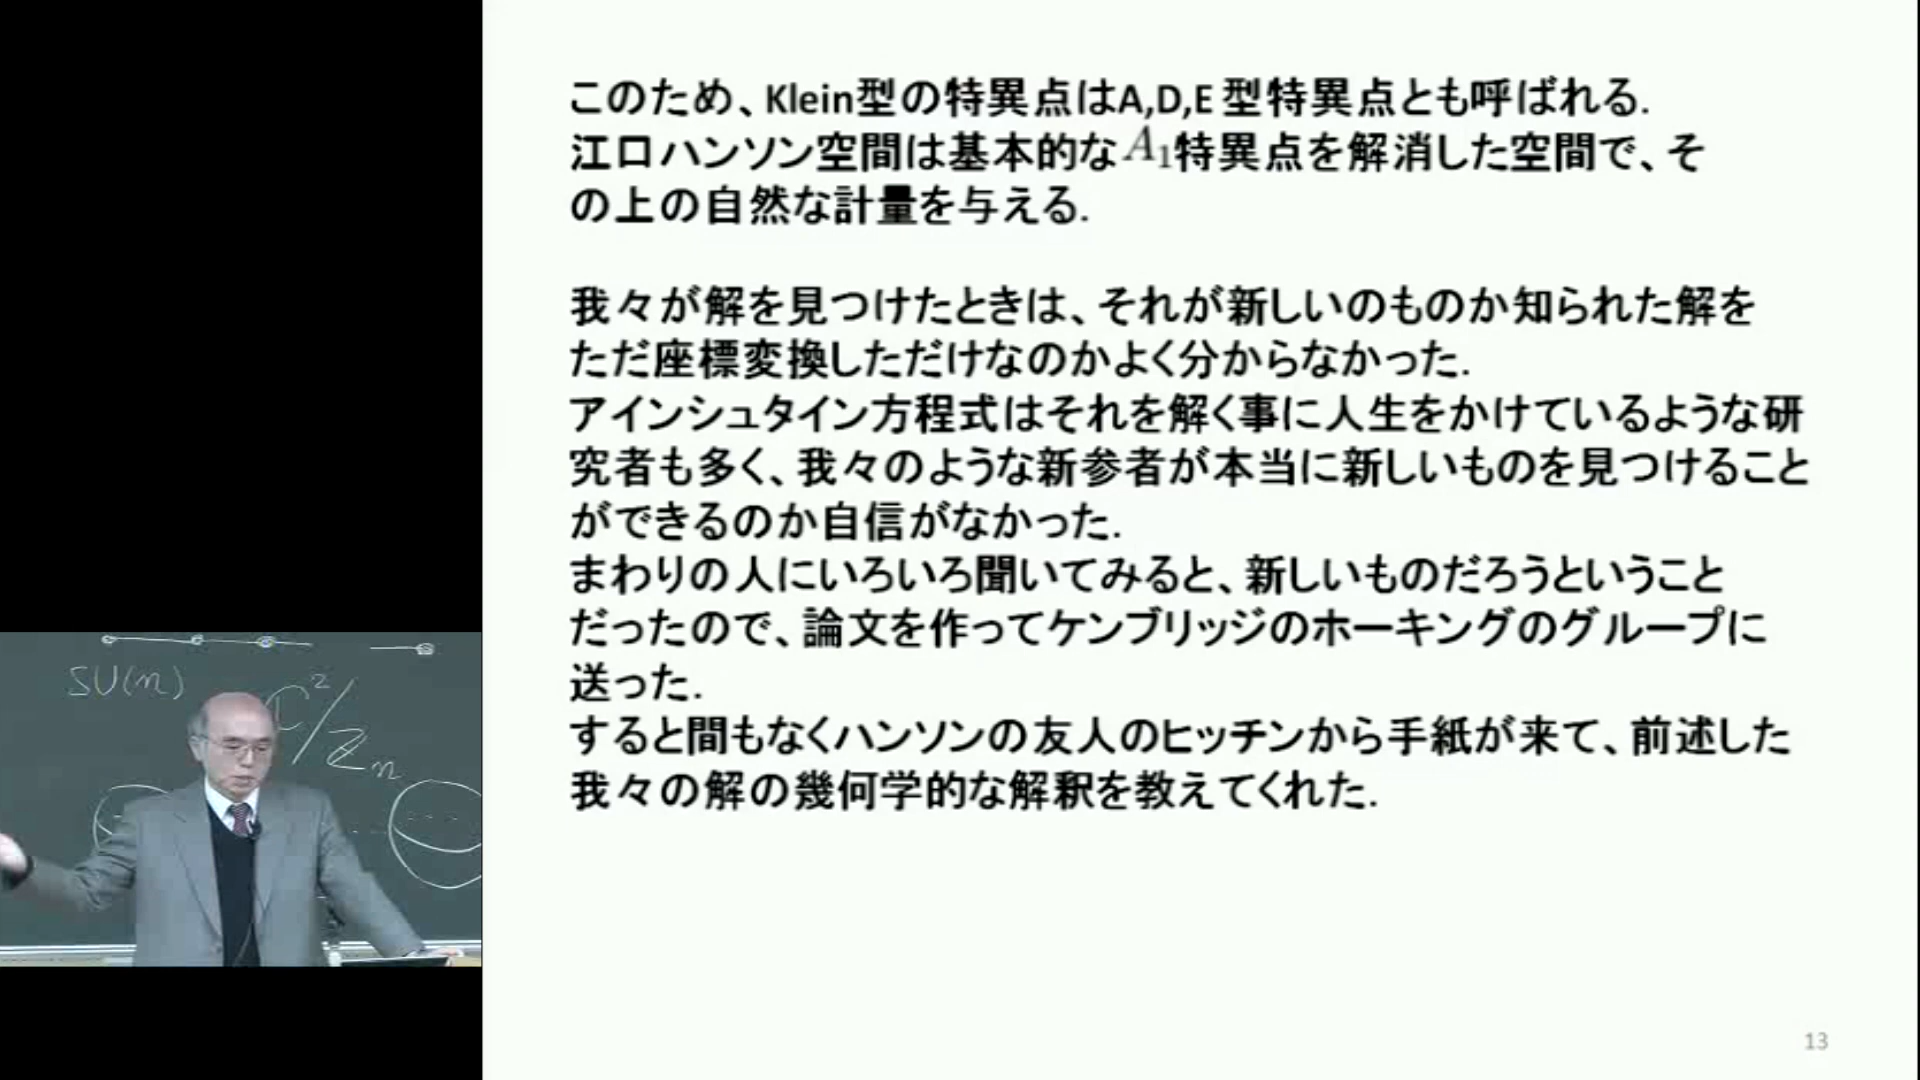 このため、Klein型の特異点はA,D,E 型特異点とも呼ばれる.
江口ハンソン空間は基本的な A₁特異点を解消した空間で、そ
の上の自然な計量を与える.
我々が解を見つけたときは、それが新しいのものか知られた解を
ただ座標変換しただけなのかよく分からなかった.
アインシュタイン方程式はそれを解く事に人生をかけているような研
究者も多く、我々のような新参者が本当に新しいものを見つけること
ができるのか自信がなかった.
まわりの人にいろいろ聞いてみると、新しいものだろうということ
だったので、論文を作ってケンブリッジのホーキングのグループに
送った.
すると間もなくハンソンの友人のヒッチンから手紙が来て、前述した
我々の解の幾何学的な解釈を教えてくれた.
13
SU(n)
C²/Zn